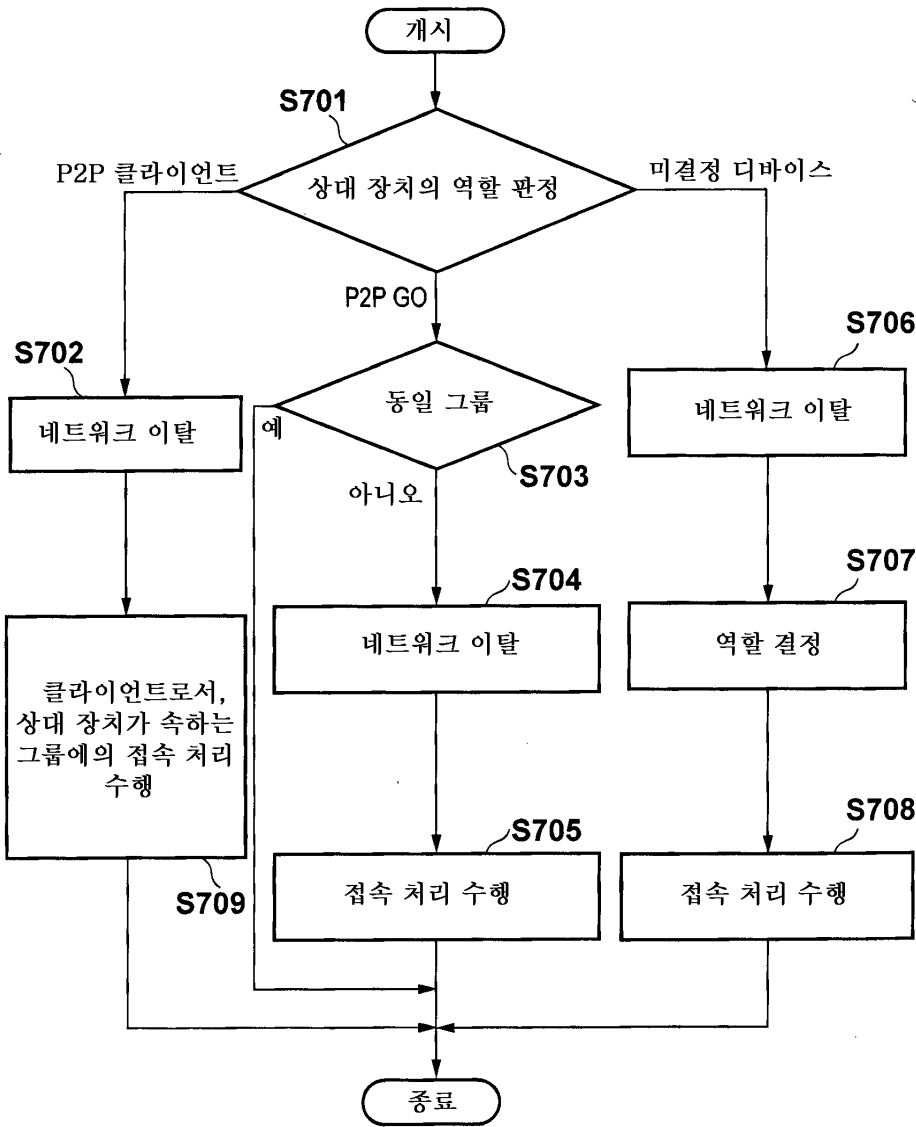 개시
S701
P2P 클라이언트
상대 장치의 역할 판정
미결정 디바이스
P2P GO
S702
S706
네트워크 이탈
동일 그룹
네트워크 이탈
예
S703
아니오
S704
S707
클라이언트로서,
상대 장치가 속하는
그룹에의 접속 처리
수행
네트워크 이탈
역할 결정
S705
S708
S709
접속 처리 수행
접속 처리 수행
종료